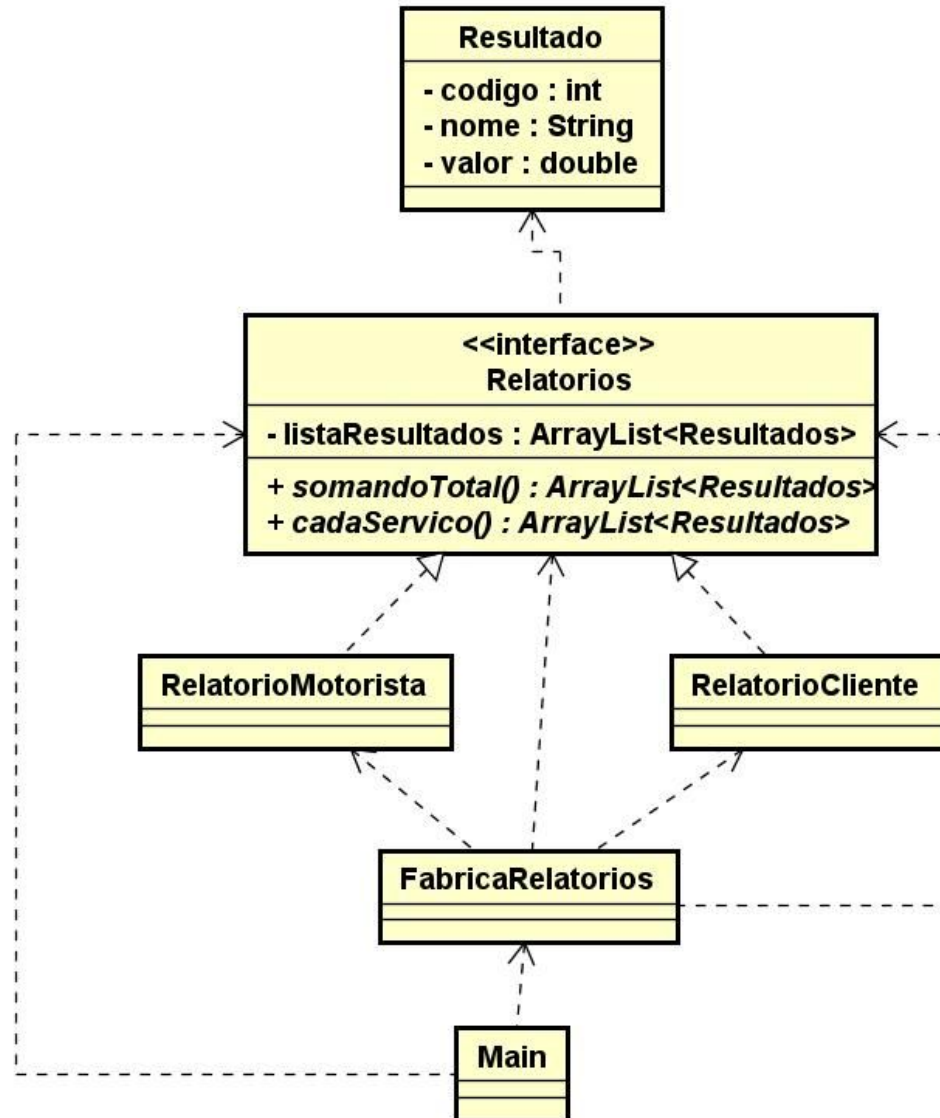 Resultado
- codigo : int
- nome : String
- valor : double
<<interface>>
Relatorios
- listaResultados : ArrayList<Resultados>
+ somandoTotal() : ArrayList<Resultados>
+ cadaServico() : ArrayList<Resultados>
RelatorioMotorista
RelatorioCliente
FabricaRelatorios
Main